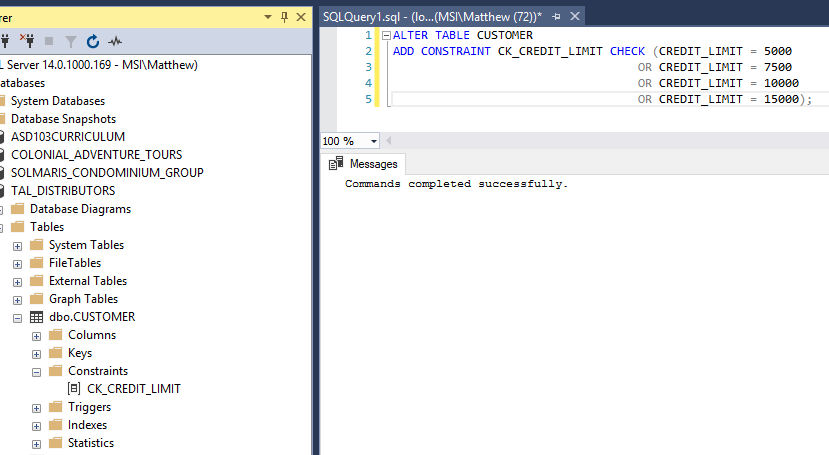 rer
SQLQuery1.sql - (lo...(MSI\Matthew (72))*
L Server 14.0.1000.169 - MSI\Matthew)
atabases
System Databases
Database Snapshots
ASD103CURRICULUM
COLONIAL_ADVENTURE_TOURS
SOLMARIS_CONDOMINIUM_GROUP
TAL_DISTRIBUTORS
Database Diagrams
Tables
System Tables
FileTables
External Tables
Graph Tables
dbo.CUSTOMER
Columns
Keys
Constraints
CK_CREDIT_LIMIT
Triggers
Indexes
Statistics
1 ALTER TABLE CUSTOMER
2 ADD CONSTRAINT CK_CREDIT_LIMIT CHECK (CREDIT_LIMIT = 5000
3 OR CREDIT_LIMIT = 7500
4 OR CREDIT_LIMIT = 10000
5 OR CREDIT_LIMIT = 15000);
100 %
Messages
Commands completed successfully.